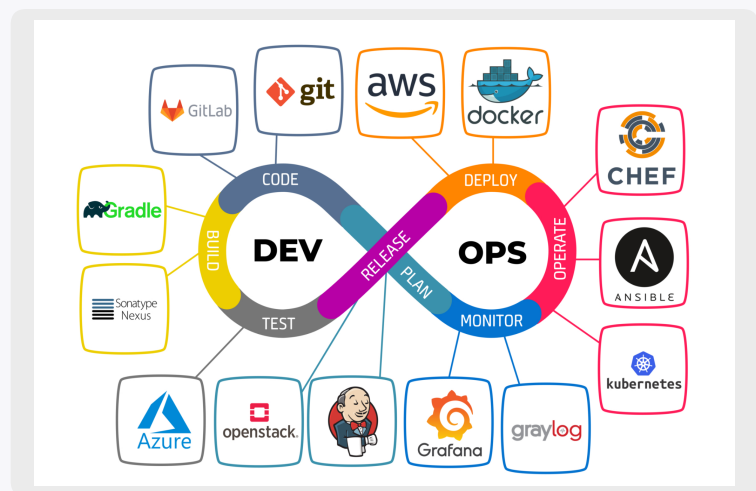 GitLab
git
aws
docker
CHEF
CODE
DEPLOY
Gradle
BUILD
DEV
RELEASE
OPS
OPERATE
ANSIBLE
PLAN
Sonatype
Nexus
TEST
MONITOR
kubernetes
Azure
openstack.
Grafana
graylog